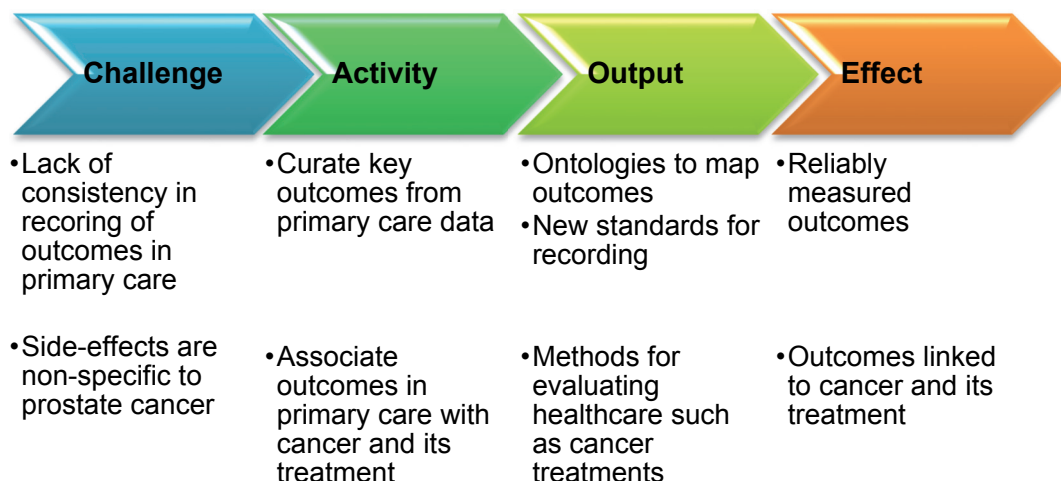 Challenge
Activity
Output
Effect
•Lack of
consistency in
recoring of
outcomes in
primary care
•Side-effects are
non-specific to
prostate cancer
•Curate key
outcomes from
primary care data
•Associate
outcomes in
primary care with
cancer and its
treatment
•Ontologies to map
outcomes
•New standards for
recording
•Methods for
evaluating
healthcare such
as cancer
treatments
•Reliably
measured
outcomes
•Outcomes linked
to cancer and its
treatment